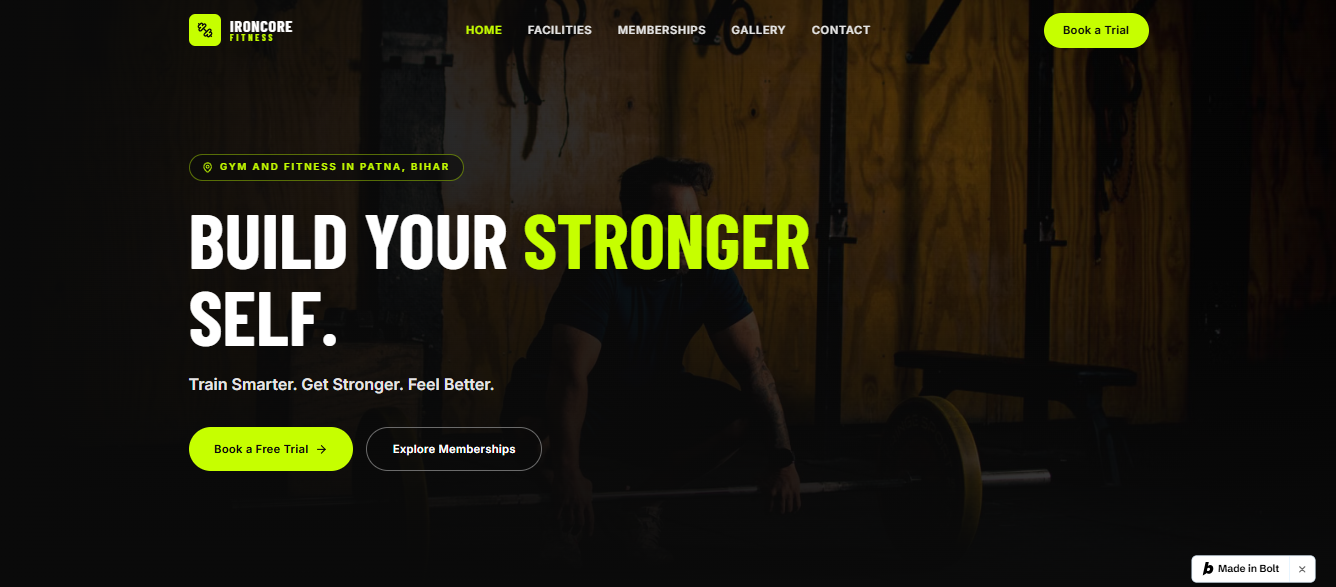 IRONCORE
FITNESS
HOME FACILITIES MEMBERSHIPS GALLERY CONTACT
Book a Trial
GYM AND FITNESS IN PATNA, BIHAR
BUILD YOUR STRONGER
SELF.
Train Smarter. Get Stronger. Feel Better.
Book a Free Trial →
Explore Memberships
b Made in Bolt ×